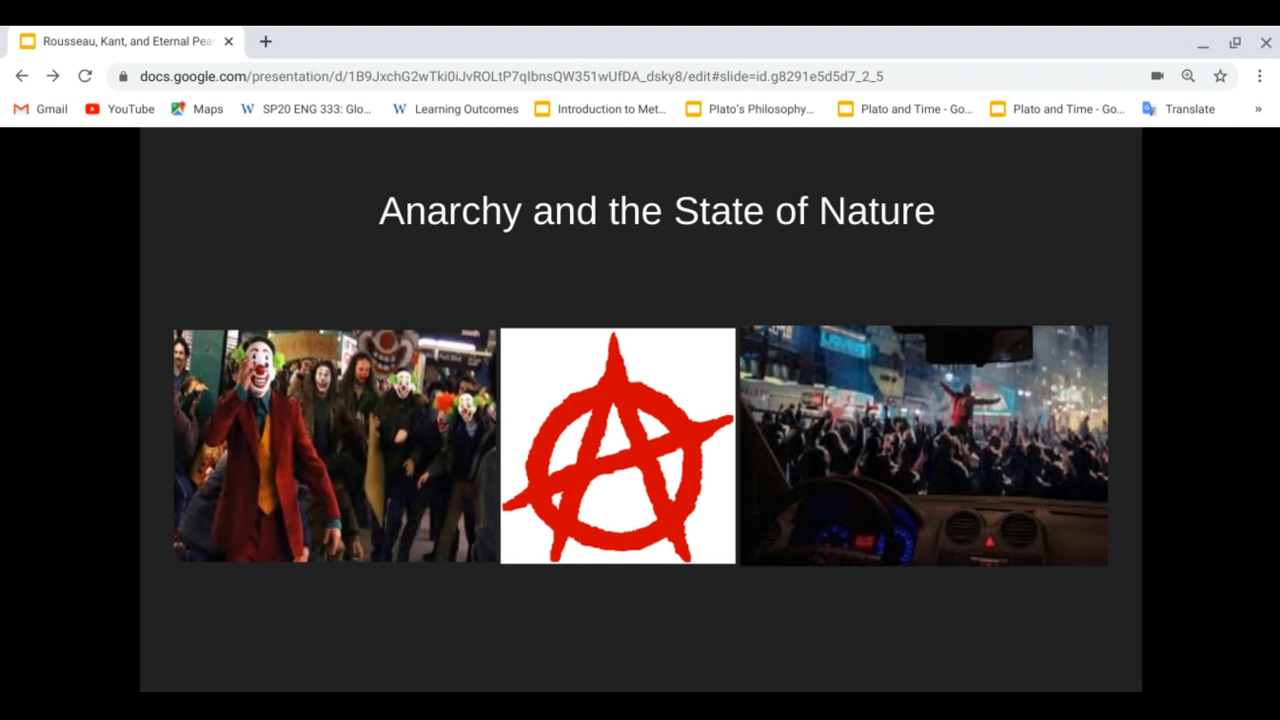 Rousseau, Kant, and Eternal Pea
docs.google.com/presentation/d/1B9JxchG2wTki0iJvROLtP7qIbnsQW351wUfDA_dsky8/edit#slide=id.g8291e5d5d7_2_5
Gmail YouTube Maps SP20 ENG 333: Glo... Learning Outcomes Introduction to Met... Plato's Philosophy... Plato and Time - Go... Plato and Time - Go... Translate »
Anarchy and the State of Nature